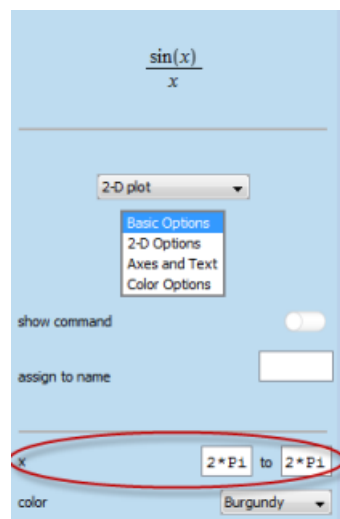 sin(x)
x
2-D plot
Basic Options
2-D Options
Axes and Text
Color Options
show command
assign to name
x 2*Pi to 2*Pi
color Burgundy